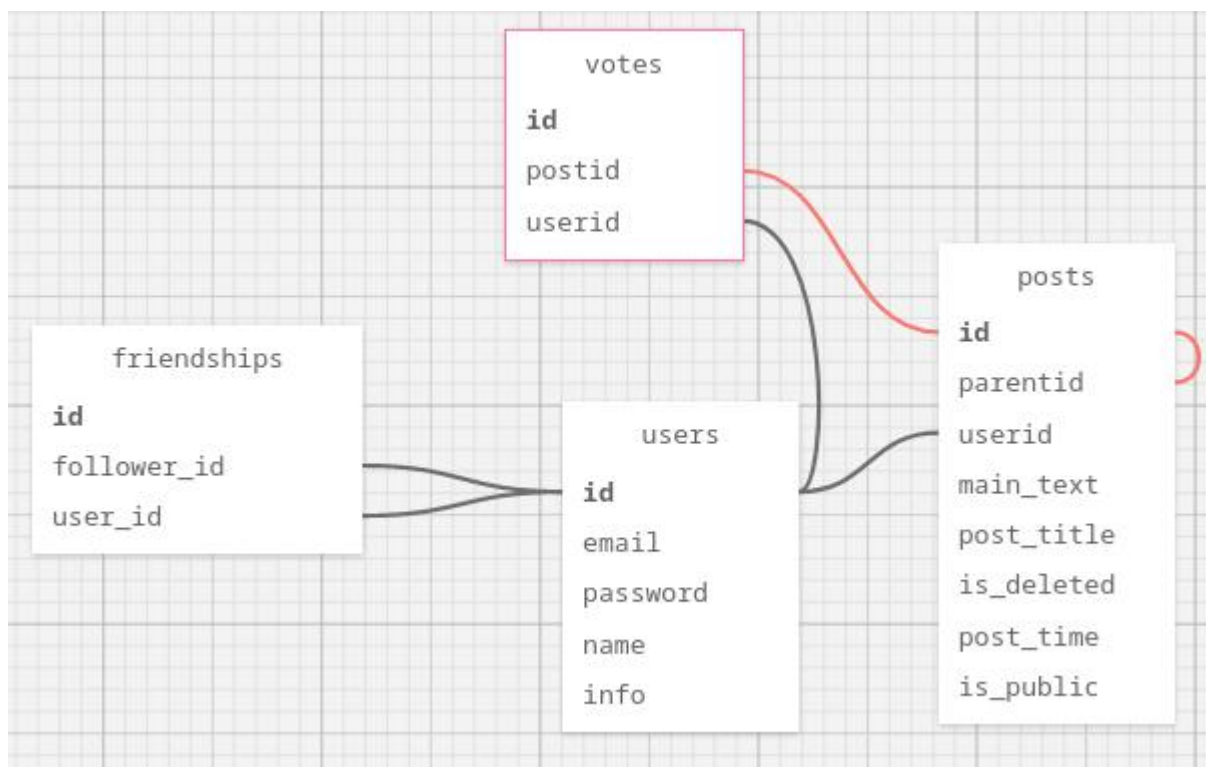 votes
id
postid
userid
friendships
id
follower_id
user_id
users
id
email
password
name
info
posts
id
parentid
userid
main_text
post_title
is_deleted
post_time
is_public